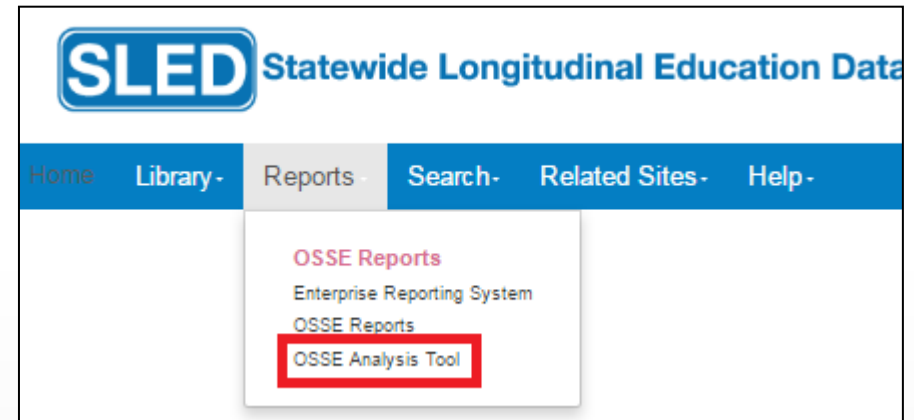 SLED Statewide Longitudinal Education Data
Home Library Reports Search Related Sites Help
OSSE Reports
Enterprise Reporting System
OSSE Reports
OSSE Analysis Tool